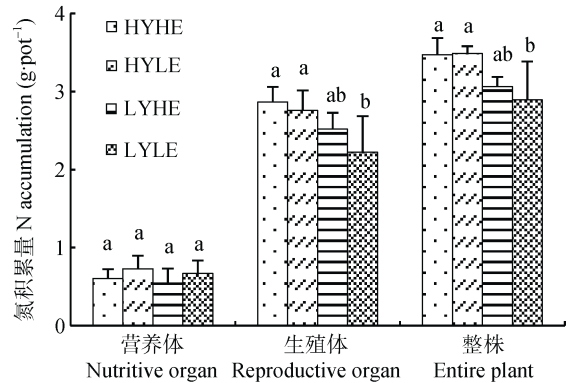 氮积累量 N accumulation (g·pot⁻¹)
4
3
2
1
0
HYHE
HYLE
LYHE
LYLE
a a a a
a a ab b
a a ab b
营养体 生殖体 整株
Nutritive organ Reproductive organ Entire plant